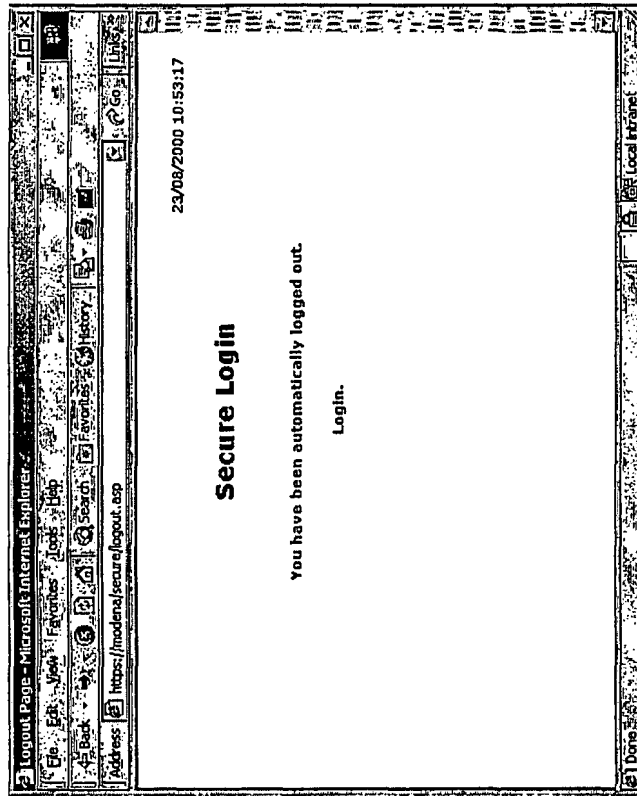 Logout Page - Microsoft Internet Explorer
File Edit View Favorites Tools Help
Back Search Favorites History
Address https://modena/secure/logout.asp Go Links
23/08/2000 10:53:17
Secure Login
You have been automatically logged out.
Login.
Done Local intranet